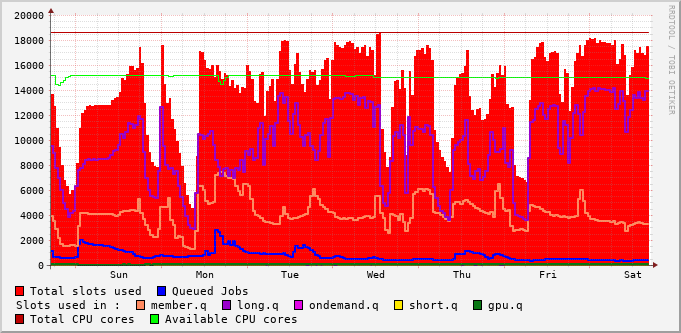 20000
18000
16000
14000
12000
10000
8000
6000
4000
2000
0
Sun Mon Tue Wed Thu Fri Sat
RRDTOOL / TOBI OETIKER
Total slots used Queued Jobs
Slots used in : member.q long.q ondemand.q short.q gpu.q
Total CPU cores Available CPU cores